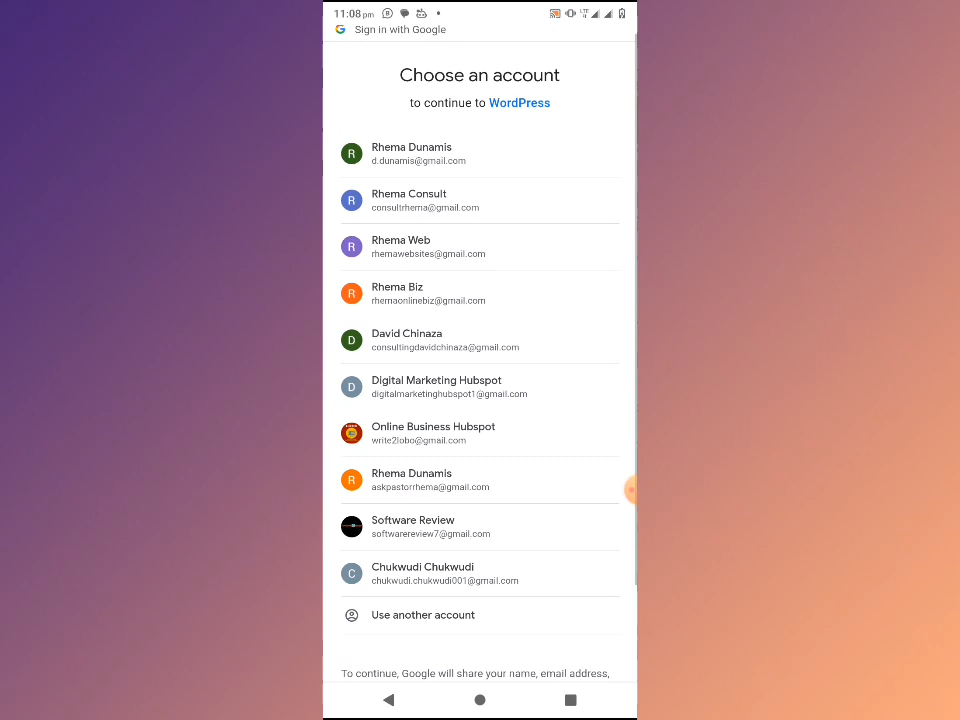 11:08 pm
LTE
Sign in with Google
Choose an account
to continue to WordPress
R
Rhema Dunamis
d.dunamis@gmail.com
R
Rhema Consult
consultrhema@gmail.com
R
Rhema Web
rhemawebsites@gmail.com
R
Rhema Biz
rhemaonlinebiz@gmail.com
D
David Chinaza
consultingdavidchinaza@gmail.com
D
Digital Marketing Hubspot
digitalmarketinghubspot1@gmail.com
Online Business Hubspot
write2lobo@gmail.com
R
Rhema Dunamis
askpastorrhema@gmail.com
Software Review
softwarereview7@gmail.com
C
Chukwudi Chukwudi
chukwudi.chukwudi001@gmail.com
Use another account
To continue, Google will share your name, email address,